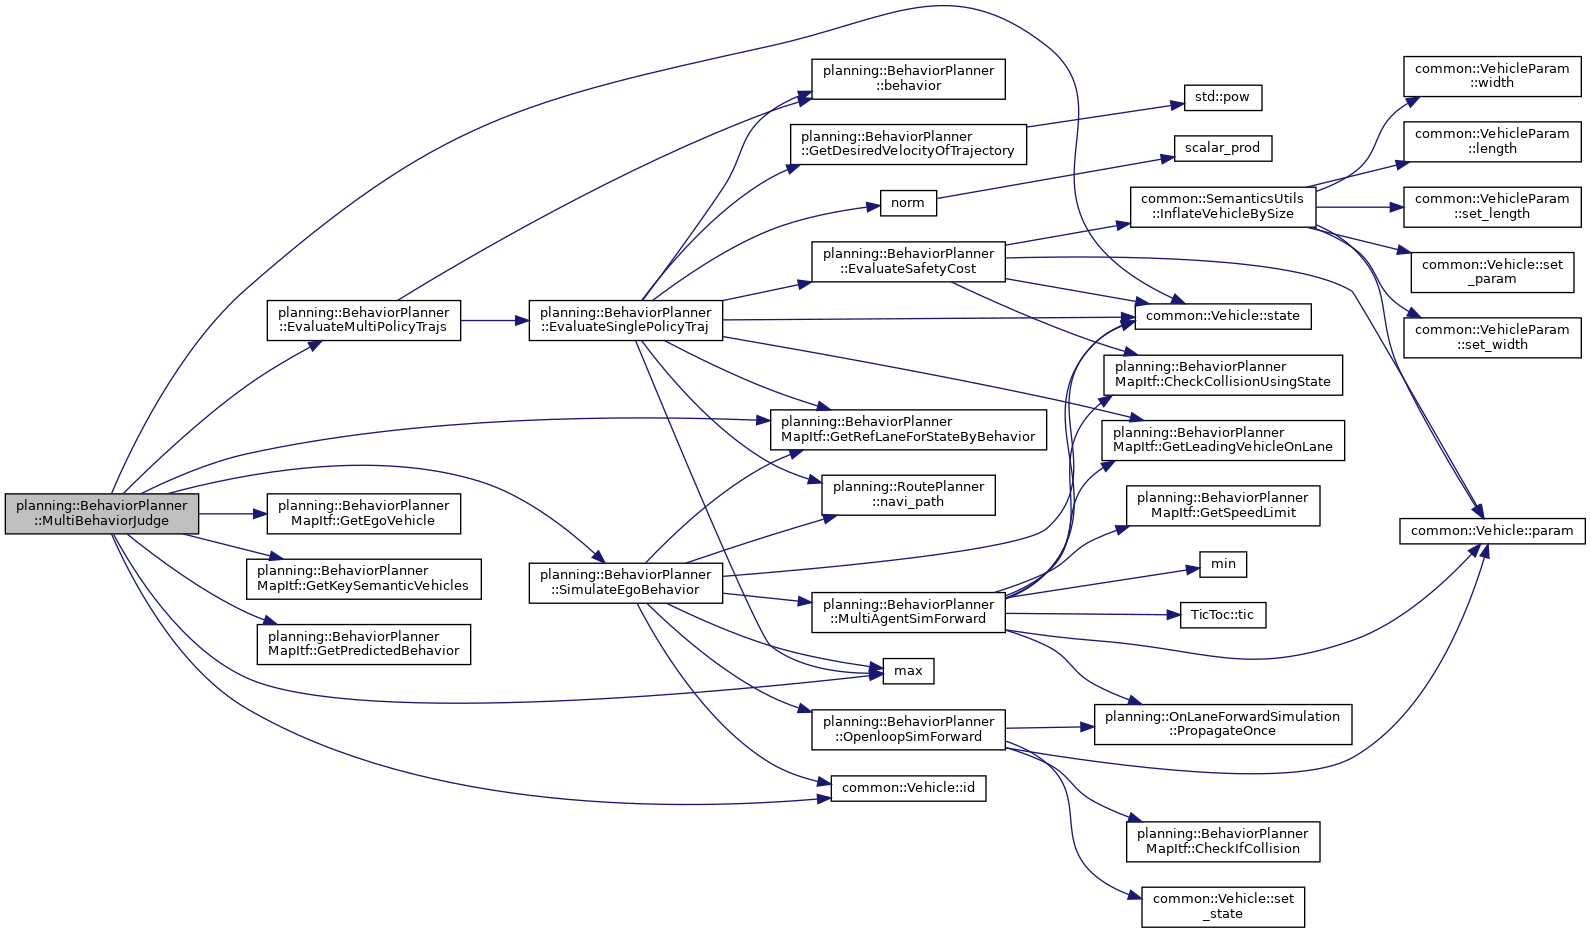 planning::BehaviorPlanner
::MultiBehaviorJudge
planning::BehaviorPlanner
::EvaluateMultiPolicyTrajs
planning::BehaviorPlanner
MapItf::GetEgoVehicle
planning::BehaviorPlanner
MapItf::GetKeySemanticVehicles
planning::BehaviorPlanner
MapItf::GetPredictedBehavior
planning::BehaviorPlanner
::EvaluateSinglePolicyTraj
planning::BehaviorPlanner
::SimulateEgoBehavior
planning::BehaviorPlanner
::behavior
planning::BehaviorPlanner
::GetDesiredVelocityOfTrajectory
norm
planning::BehaviorPlanner
::EvaluateSafetyCost
planning::BehaviorPlanner
MapItf::GetRefLaneForStateByBehavior
planning::RoutePlanner
::navi_path
planning::BehaviorPlanner
::MultiAgentSimForward
max
planning::BehaviorPlanner
::OpenloopSimForward
common::Vehicle::id
std::pow
scalar_prod
common::SemanticsUtils
::InflateVehicleBySize
common::Vehicle::state
planning::BehaviorPlanner
MapItf::CheckCollisionUsingState
planning::BehaviorPlanner
MapItf::GetLeadingVehicleOnLane
planning::BehaviorPlanner
MapItf::GetSpeedLimit
min
TicToc::tic
planning::OnLaneForwardSimulation
::PropagateOnce
planning::BehaviorPlanner
MapItf::CheckIfCollision
common::Vehicle::set
_state
common::VehicleParam
::width
common::VehicleParam
::length
common::VehicleParam
::set_length
common::Vehicle::set
_param
common::VehicleParam
::set_width
common::Vehicle::param